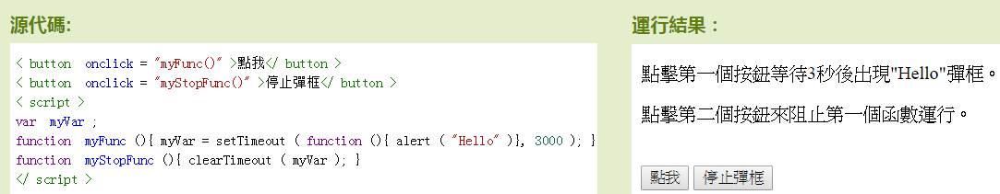 源代碼:
< button onclick = "myFunc()" >點我</ button >
< button onclick = "myStopFunc()" >停止彈框</ button >
< script >
var myVar ;
function myFunc (){ myVar = setTimeout ( function (){ alert ( "Hello" )}, 3000 ); }
function myStopFunc (){ clearTimeout ( myVar ); }
</ script >
運行結果：
點擊第一個按鈕等待3秒後出現"Hello"彈框。
點擊第二個按鈕來阻止第一個函數運行。
點我 停止彈框